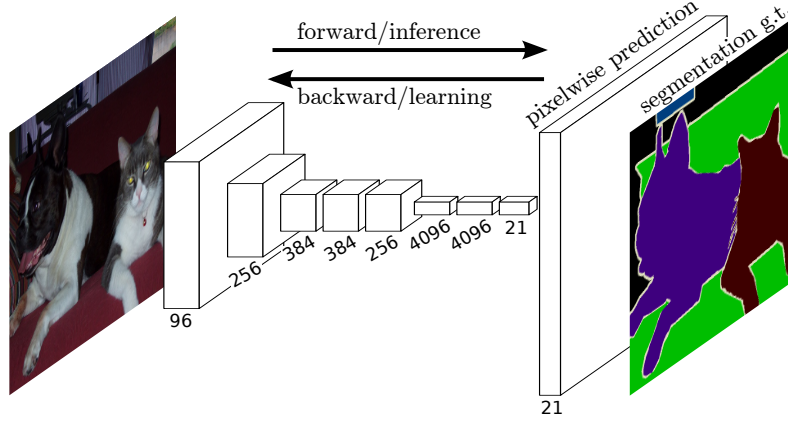 forward/inference
backward/learning
pixelwise prediction
segmentation g.t.
96
256
384
384
256
4096
4096
21
21